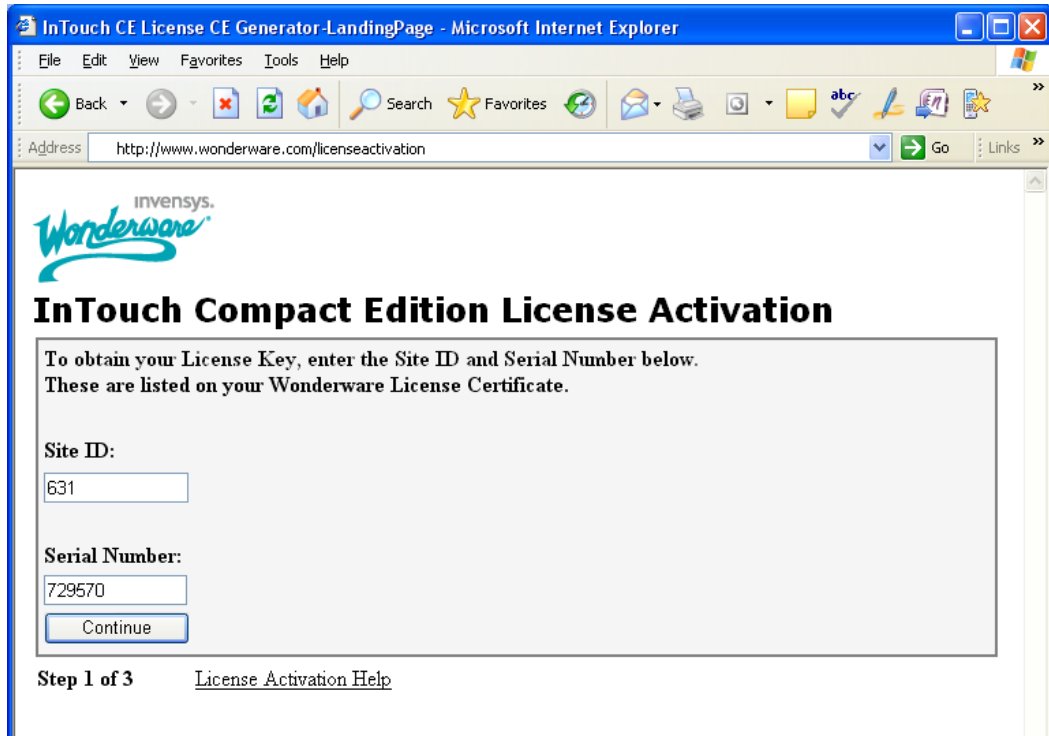 InTouch CE License CE Generator-LandingPage - Microsoft Internet Explorer
File Edit View Favorites Tools Help
Back Search Favorites
Address http://www.wonderware.com/licenseactivation Go Links »
invensys.
Wonderware
InTouch Compact Edition License Activation
To obtain your License Key, enter the Site ID and Serial Number below.
These are listed on your Wonderware License Certificate.
Site ID:
631
Serial Number:
729570
Continue
Step 1 of 3 License Activation Help